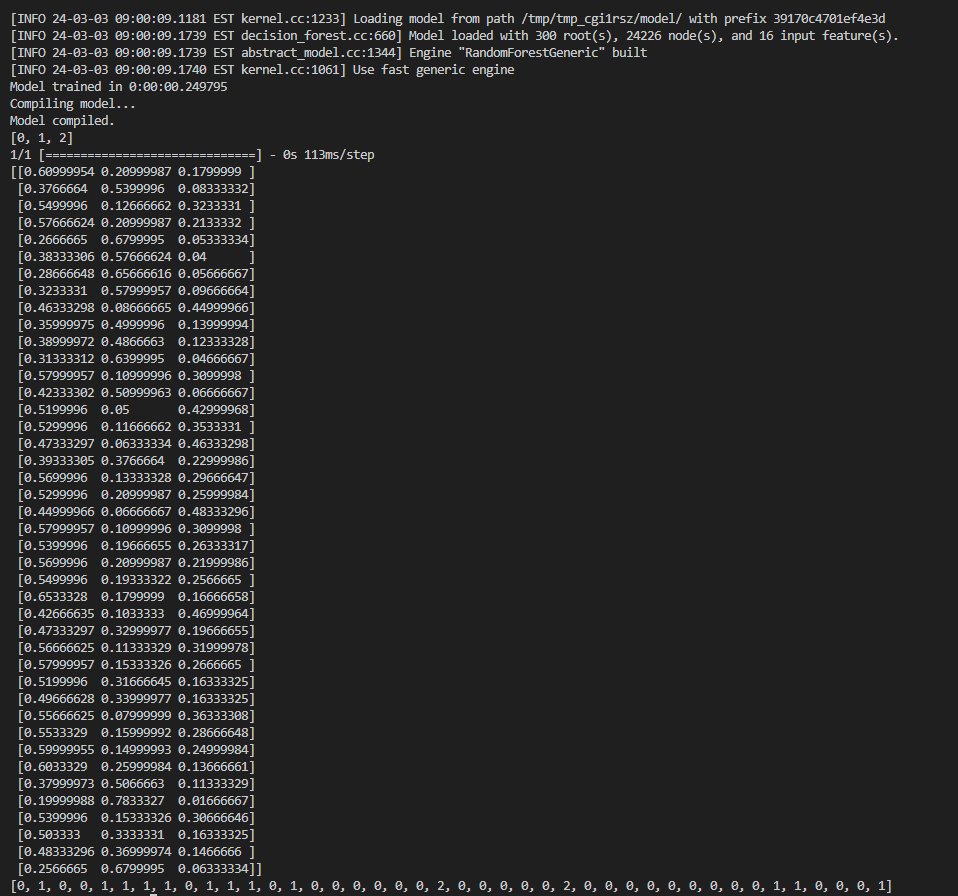 [INFO 24-03-03 09:00:09.1181 EST kernel.cc:1233] Loading model from path /tmp/tmp_cgi1rsz/model/ with prefix 39170c4701ef4e3d
[INFO 24-03-03 09:00:09.1739 EST decision_forest.cc:660] Model loaded with 300 root(s), 24226 node(s), and 16 input feature(s).
[INFO 24-03-03 09:00:09.1739 EST abstract_model.cc:1344] Engine "RandomForestGeneric" built
[INFO 24-03-03 09:00:09.1740 EST kernel.cc:1061] Use fast generic engine
Model trained in 0:00:00.249795
Compiling model...
Model compiled.
[0, 1, 2]
1/1 [==============================] - 0s 113ms/step
[[0.60999954 0.20999987 0.1799999 ]
 [0.3766664  0.5399996  0.08333332]
 [0.5499996  0.12666662 0.3233331 ]
 [0.57666624 0.20999987 0.2133332 ]
 [0.2666665  0.6799995  0.05333334]
 [0.38333306 0.57666624 0.04      ]
 [0.28666648 0.65666616 0.05666667]
 [0.3233331  0.57999957 0.09666664]
 [0.46333298 0.08666665 0.44999966]
 [0.35999975 0.4999996  0.13999994]
 [0.38999972 0.4866663  0.12333328]
 [0.31333312 0.6399995  0.04666667]
 [0.57999957 0.10999996 0.3099998 ]
 [0.42333302 0.50999963 0.06666667]
 [0.5199996  0.05       0.42999968]
 [0.5299996  0.11666662 0.3533331 ]
 [0.47333297 0.06333334 0.46333298]
 [0.39333305 0.3766664  0.22999986]
 [0.5699996  0.13333328 0.29666647]
 [0.5299996  0.20999987 0.25999984]
 [0.44999966 0.06666667 0.48333296]
 [0.57999957 0.10999996 0.3099998 ]
 [0.5399996  0.19666655 0.26333317]
 [0.5699996  0.20999987 0.21999986]
 [0.5499996  0.19333322 0.2566665 ]
 [0.6533328  0.1799999  0.16666658]
 [0.42666635 0.1033333  0.46999964]
 [0.47333297 0.32999977 0.19666655]
 [0.56666625 0.11333329 0.31999978]
 [0.57999957 0.15333326 0.2666665 ]
 [0.5199996  0.31666645 0.16333325]
 [0.49666628 0.33999977 0.16333325]
 [0.55666625 0.07999999 0.36333308]
 [0.5533329  0.15999992 0.28666648]
 [0.59999955 0.14999993 0.24999984]
 [0.6033329  0.25999984 0.13666661]
 [0.37999973 0.5066663  0.11333329]
 [0.19999988 0.7833327  0.01666667]
 [0.5399996  0.15333326 0.30666646]
 [0.503333   0.3333331  0.16333325]
 [0.48333296 0.36999974 0.1466666 ]
 [0.2566665  0.6799995  0.06333334]]
[0, 1, 0, 0, 1, 1, 1, 1, 0, 1, 1, 1, 0, 1, 0, 0, 0, 0, 0, 0, 2, 0, 0, 0, 0, 0, 2, 0, 0, 0, 0, 0, 0, 0, 0, 0, 1, 1, 0, 0, 0, 1]